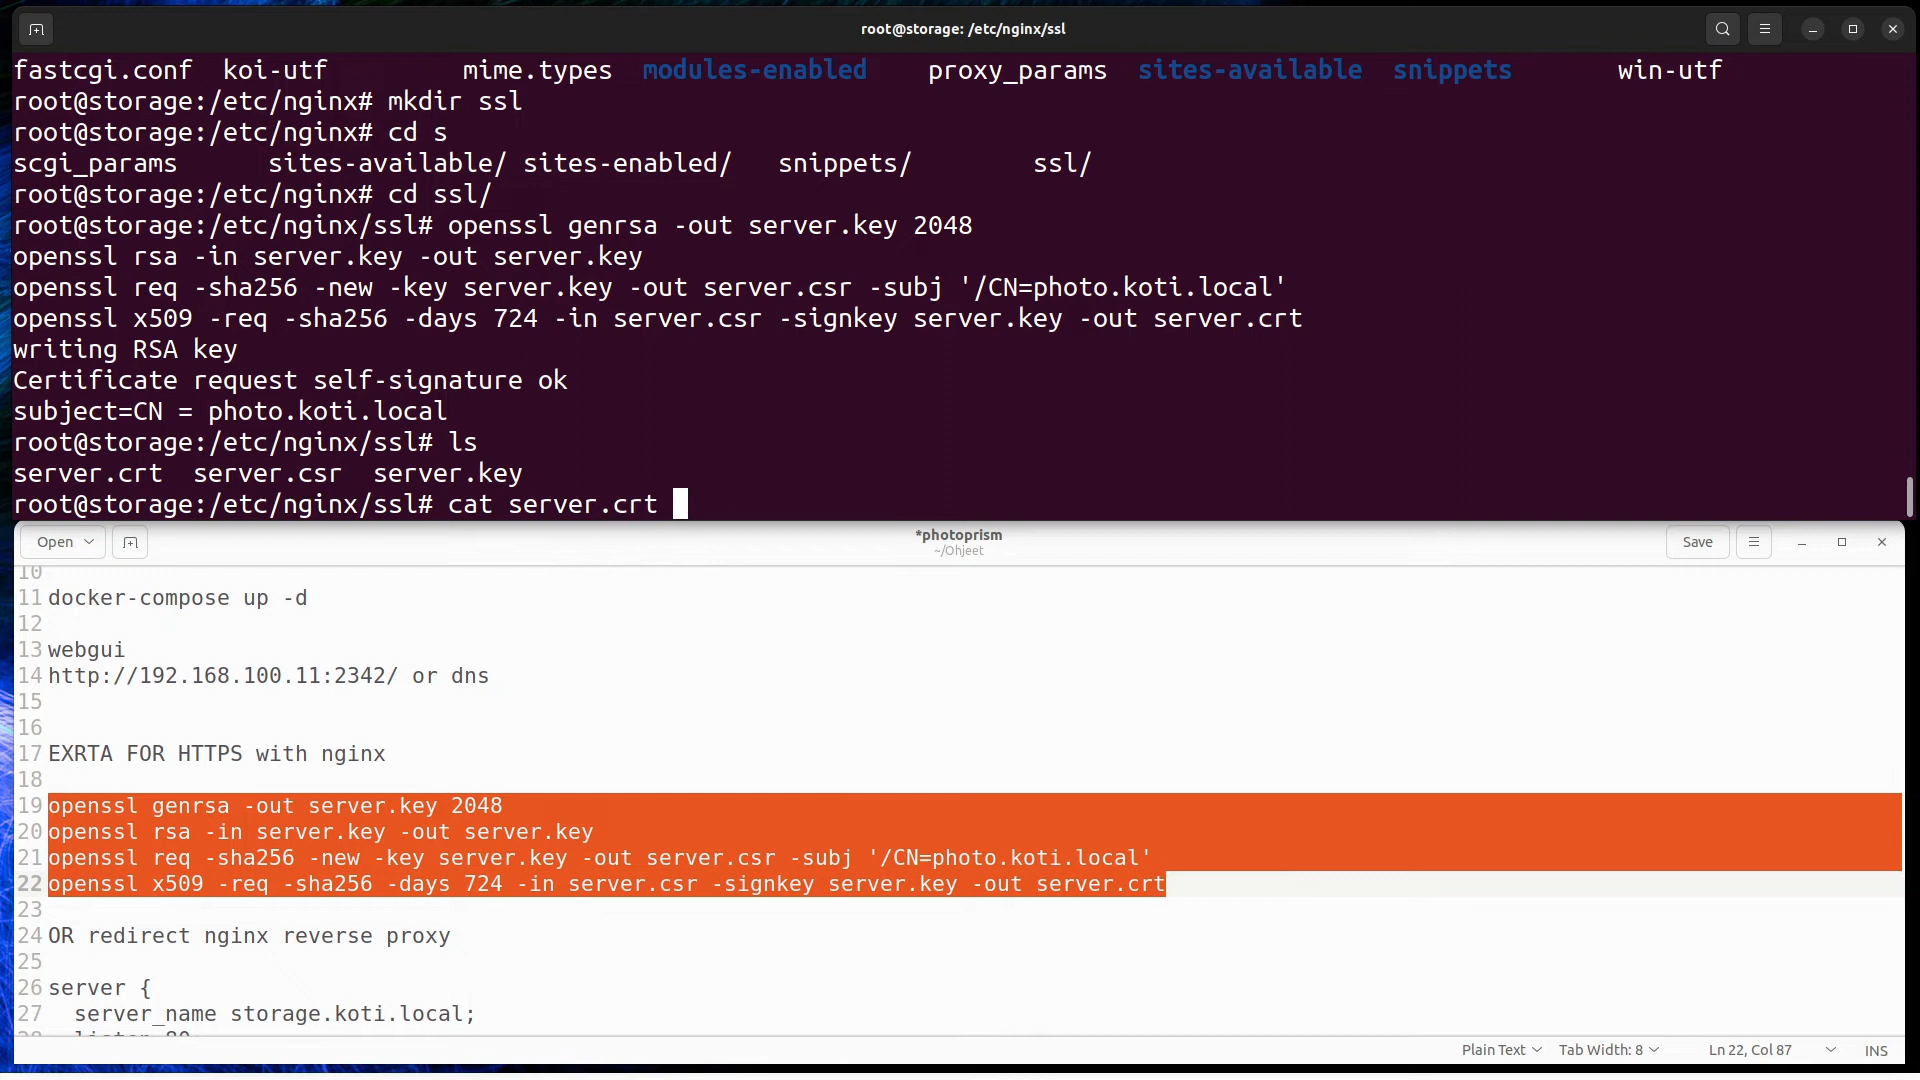 root@storage: /etc/nginx/ssl
fastcgi.conf  koi-utf         mime.types  modules-enabled    proxy_params  sites-available  snippets       win-utf
root@storage:/etc/nginx# mkdir ssl
root@storage:/etc/nginx# cd s
scgi_params      sites-available/ sites-enabled/   snippets/        ssl/
root@storage:/etc/nginx# cd ssl/
root@storage:/etc/nginx/ssl# openssl genrsa -out server.key 2048
openssl rsa -in server.key -out server.key
openssl req -sha256 -new -key server.key -out server.csr -subj '/CN=photo.koti.local'
openssl x509 -req -sha256 -days 724 -in server.csr -signkey server.key -out server.crt
writing RSA key
Certificate request self-signature ok
subject=CN = photo.koti.local
root@storage:/etc/nginx/ssl# ls
server.crt  server.csr  server.key
root@storage:/etc/nginx/ssl# cat server.crt
Open
*photoprism
~/Ohjeet
Save
10
11 docker-compose up -d
12
13 webgui
14 http://192.168.100.11:2342/ or dns
15
16
17 EXRTA FOR HTTPS with nginx
18
19 openssl genrsa -out server.key 2048
20 openssl rsa -in server.key -out server.key
21 openssl req -sha256 -new -key server.key -out server.csr -subj '/CN=photo.koti.local'
22 openssl x509 -req -sha256 -days 724 -in server.csr -signkey server.key -out server.crt
23
24 OR redirect nginx reverse proxy
25
26 server {
27   server_name storage.koti.local;
28   listen 80;
Plain Text  Tab Width: 8  Ln 22, Col 87  INS